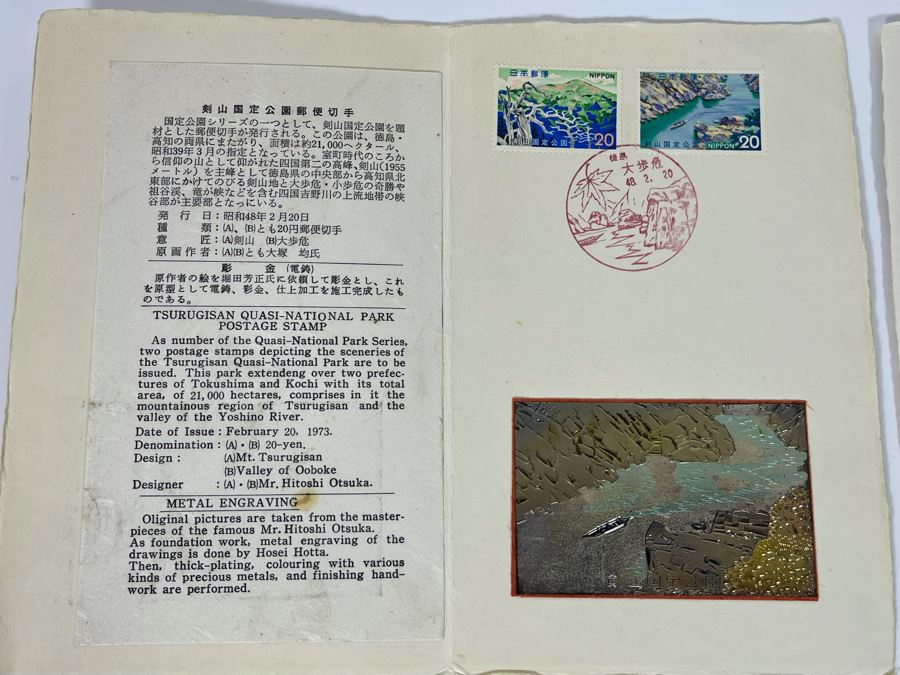 剣山国定公園郵便切手
国定公園シリーズの一つとして、剣山国定公園を題
材とした郵便切手が発行される。この公園は、徳島・
高知の両県にまたがり、面積は約21,000ヘクタール、
昭和39年3月の指定となっている。室町時代のころか
ら信仰の山として仰がれた四国第二の高峰、剣山(1955
メートル)を主峰として徳島県の中央部から高知県北
東部にかけてのびる剣山地と大歩危・小歩危の奇勝や
祖谷渓、竜が峡などを含む四国吉野川の上流地帯の峡
谷部が主要部となっにいる。
発行日:昭和48年2月20日
種類:(A)、(B)とも20円郵便切手
意匠:(A)剣山 (B)大歩危
原画作者:(A)(B)とも大塚 均氏
彫金(電鋳)
原作者の絵を堀田芳正氏に依頼して彫金とし、これ
を原型として電鋳、彩金、仕上加工を施工完成したも
のである。
TSURUGISAN QUASI-NATIONAL PARK
POSTAGE STAMP
As number of the Quasi-National Park Series,
two postage stamps depicting the sceneries of
the Tsurugisan Quasi-National Park are to be
issued. This park extendeng over two prefec-
tures of Tokushima and Kochi with its total
area, of 21,000 hectares, comprises in it the
mountainous region of Tsurugisan and the
valley of the Yoshino River.
Date of Issue : February 20, 1973.
Denomination : (A)・(B) 20-yen.
Design : (A)Mt. Tsurugisan
(B)Valley of Ooboke
Designer : (A)・(B)Mr. Hitoshi Otsuka.
METAL ENGRAVING
Oliginal pictures are taken from the master-
pieces of the famous Mr. Hitoshi Otsuka.
As foundation work, metal engraving of the
drawings is done by Hosei Hotta.
Then, thick-plating, colouring with various
kinds of precious metals, and finishing hand-
work are performed.
日本郵便 NIPPON
剣山国定公園 20
日本郵便
剣山国定公園 NIPPON 20
徳島
大歩危
48.2.20
山国定公園